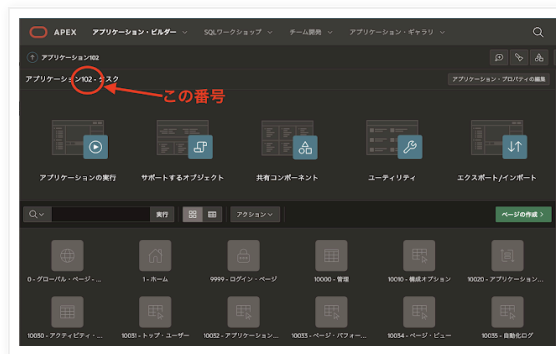 APEX アプリケーション・ビルダー SQLワークショップ チーム開発 アプリケーション・ギャラリ
アプリケーション102
アプリケーション102 - タスク アプリケーション・プロパティの編集
この番号
アプリケーションの実行 サポートするオブジェクト 共有コンポーネント ユーティリティ エクスポート/インポート
実行 アクション ページの作成
0 - グローバル・ページ - ... 1 - ホーム 9999 - ログイン・ページ 10000 - 管理 10010 - 構成オプション 10020 - アプリケーション...
10030 - アクティビティ・... 10031 - トップ・ユーザー 10032 - アプリケーション... 10033 - ページ・パフォー... 10034 - ページ・ビュー 10035 - 自動化ログ